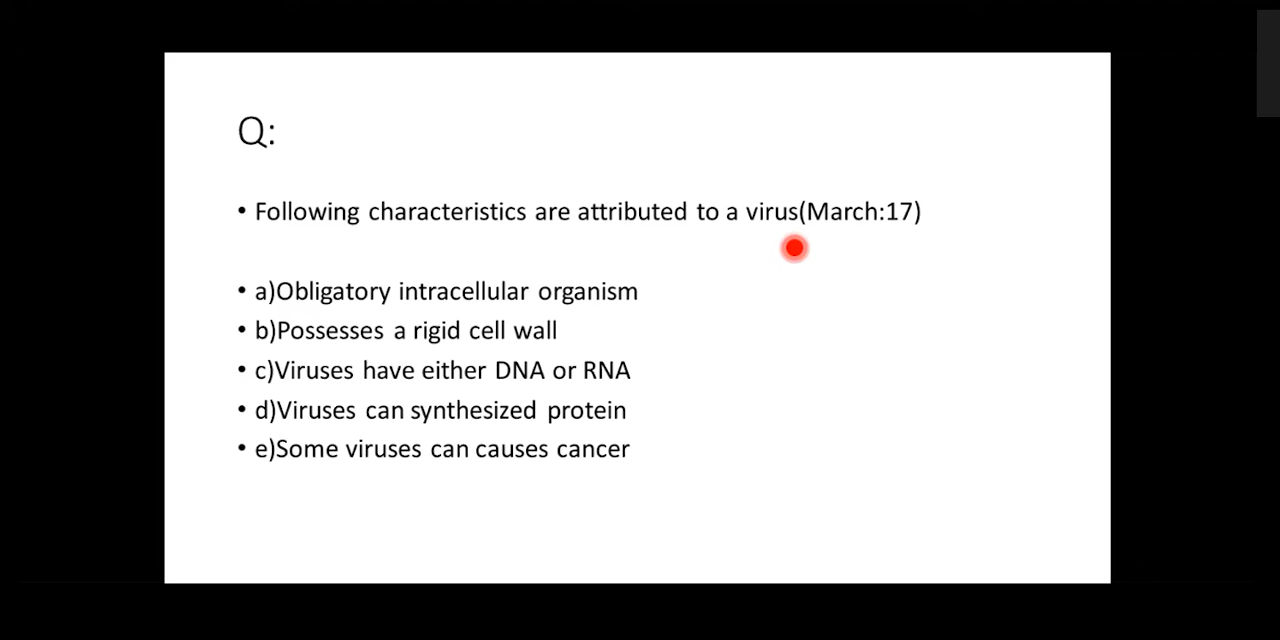 Q:
• Following characteristics are attributed to a virus(March:17)
• a)Obligatory intracellular organism
• b)Possesses a rigid cell wall
• c)Viruses have either DNA or RNA
• d)Viruses can synthesized protein
• e)Some viruses can causes cancer